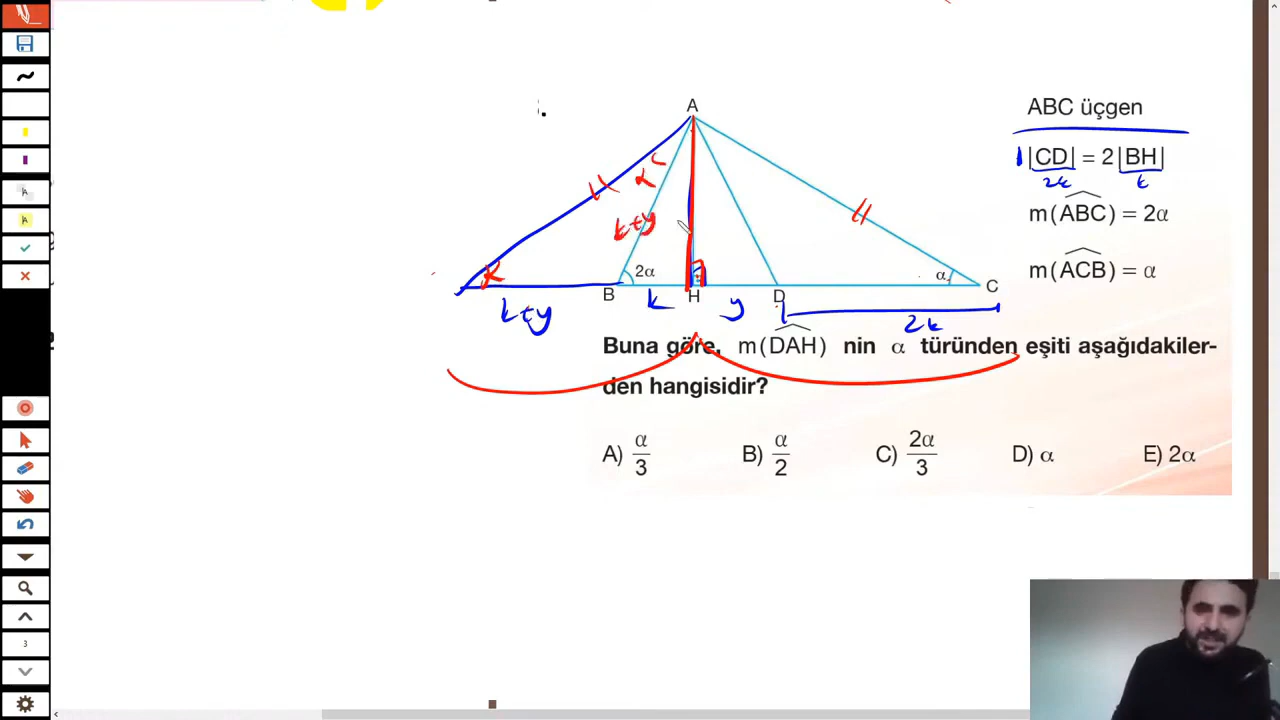 A
ABC üçgen
|CD| = 2|BH|
2k k
m(ABC) = 2α
m(ACB) = α
k+y
2α
α
B H D C
k+y k y 2k
Buna göre, m(DAH) nin α türünden eşiti aşağıdakiler-
den hangisidir?
A) α/3 B) α/2 C) 2α/3 D) α E) 2α
3